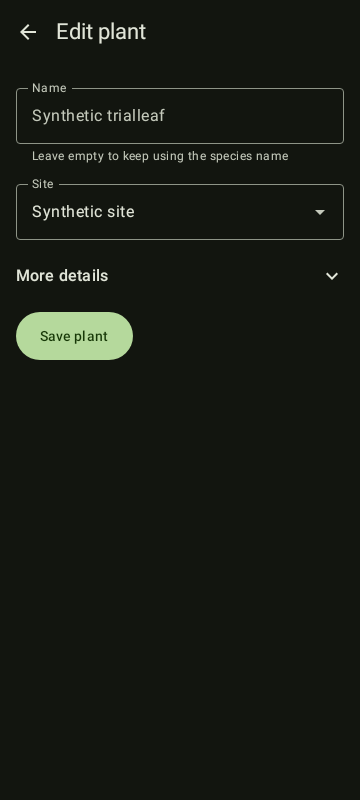 Edit plant
Name
Synthetic trialleaf
Leave empty to keep using the species name
Site
Synthetic site
More details
Save plant